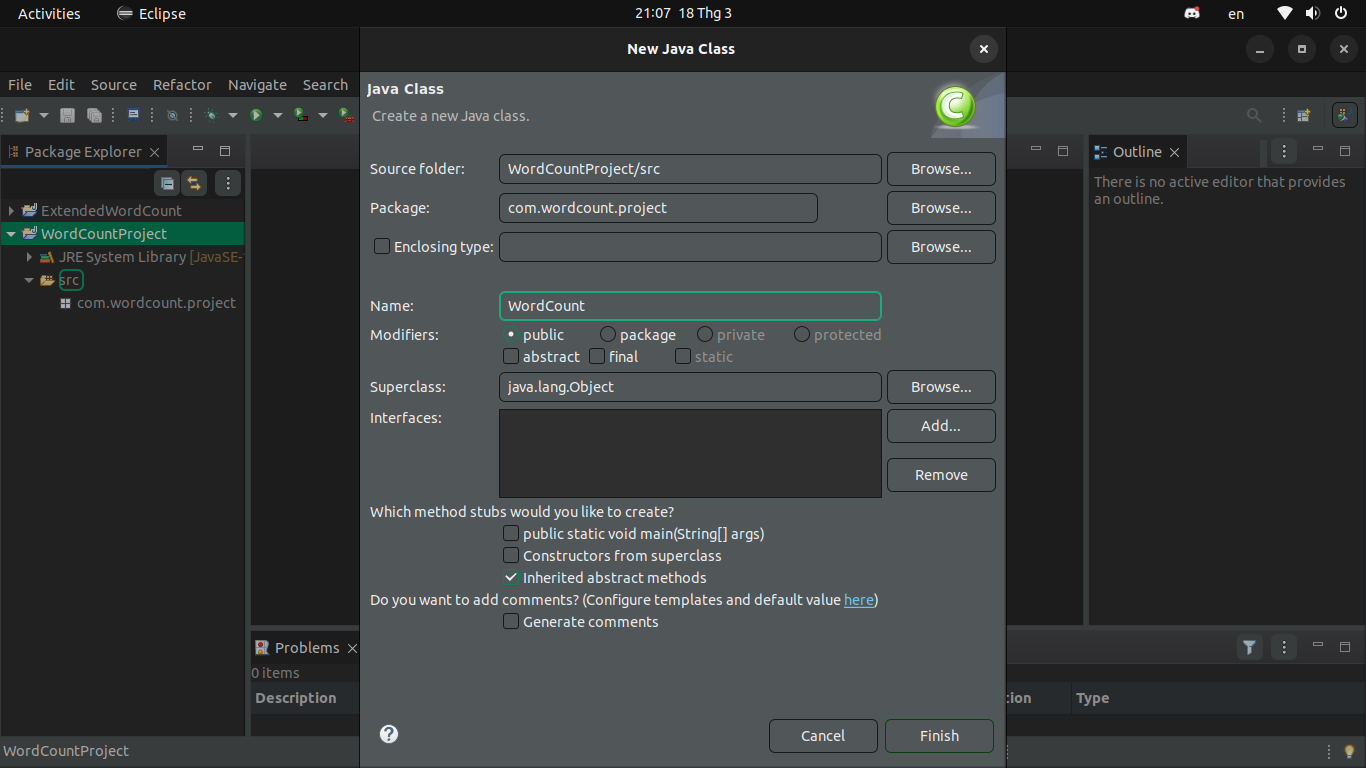 Activities Eclipse 21:07 18 Thg 3 en
New Java Class
File Edit Source Refactor Navigate Search
Java Class
Create a new Java class.
Package Explorer
Outline
There is no active editor that provides
an outline.
ExtendedWordCount
WordCountProject
JRE System Library [JavaSE-
src
com.wordcount.project
Source folder: WordCountProject/src Browse...
Package: com.wordcount.project Browse...
Enclosing type: Browse...
Name: WordCount
Modifiers: public package private protected
abstract final static
Superclass: java.lang.Object Browse...
Interfaces: Add...
Remove
Which method stubs would you like to create?
public static void main(String[] args)
Constructors from superclass
Inherited abstract methods
Do you want to add comments? (Configure templates and default value here)
Generate comments
Problems
0 items
Description tion Type
Cancel Finish
WordCountProject